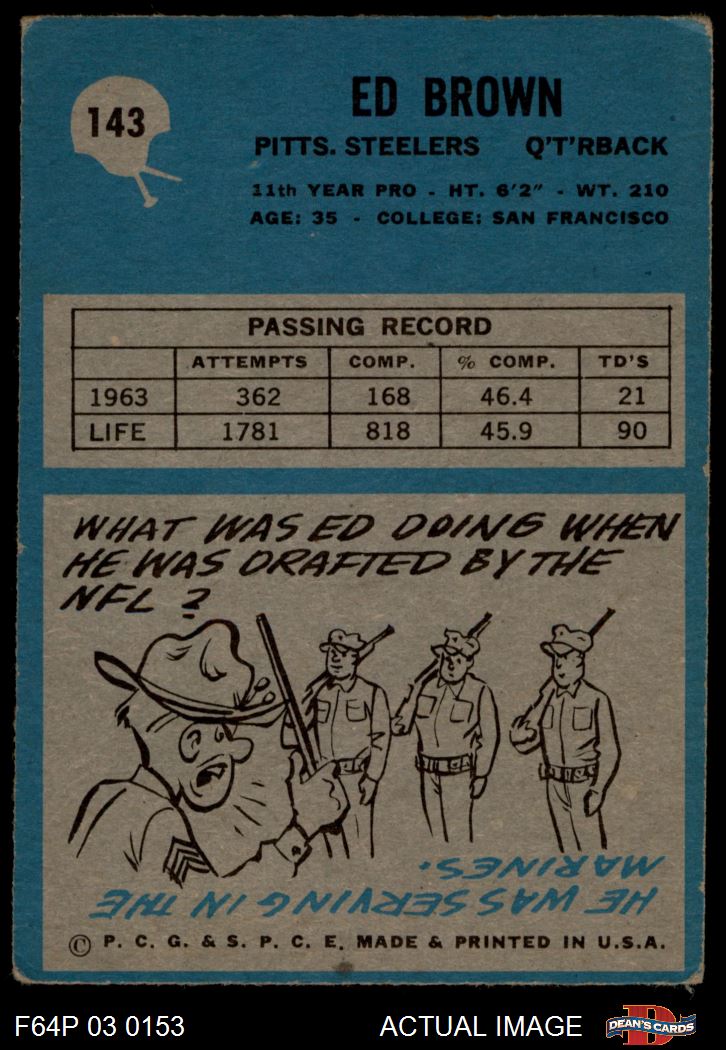 143
ED BROWN
PITTS. STEELERS Q'T'RBACK
11th YEAR PRO - HT. 6'2" - WT. 210
AGE: 35 - COLLEGE: SAN FRANCISCO
PASSING RECORD
ATTEMPTS COMP. % COMP. TD'S
1963 362 168 46.4 21
LIFE 1781 818 45.9 90
WHAT WAS ED DOING WHEN
HE WAS DRAFTED BY THE
NFL ?
HE WAS SERVING IN THE
MARINES.
© P. C. G. & S. P. C. E. MADE & PRINTED IN U.S.A.
F64P 03 0153 ACTUAL IMAGE
D
DEAN'S CARDS